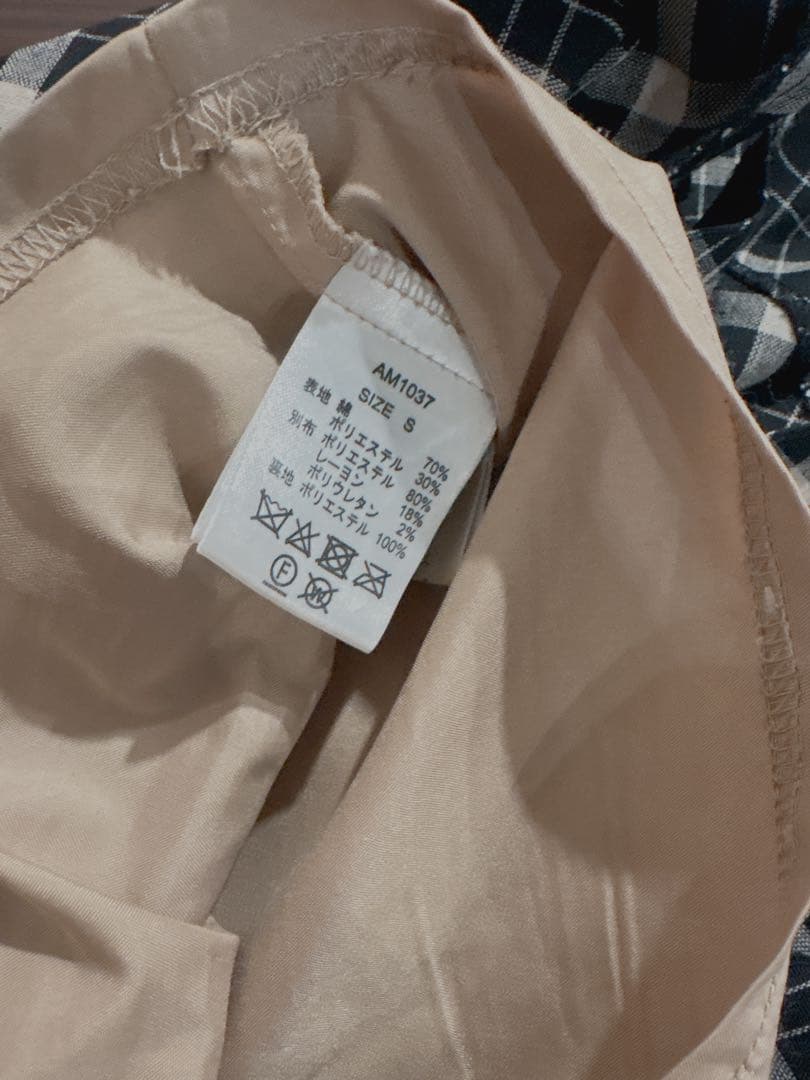 AM1037
SIZE S
表地 綿 70%
ポリエステル 30%
別布 ポリエステル 80%
レーヨン 18%
ポリウレタン 2%
裏地 ポリエステル 100%
F
W